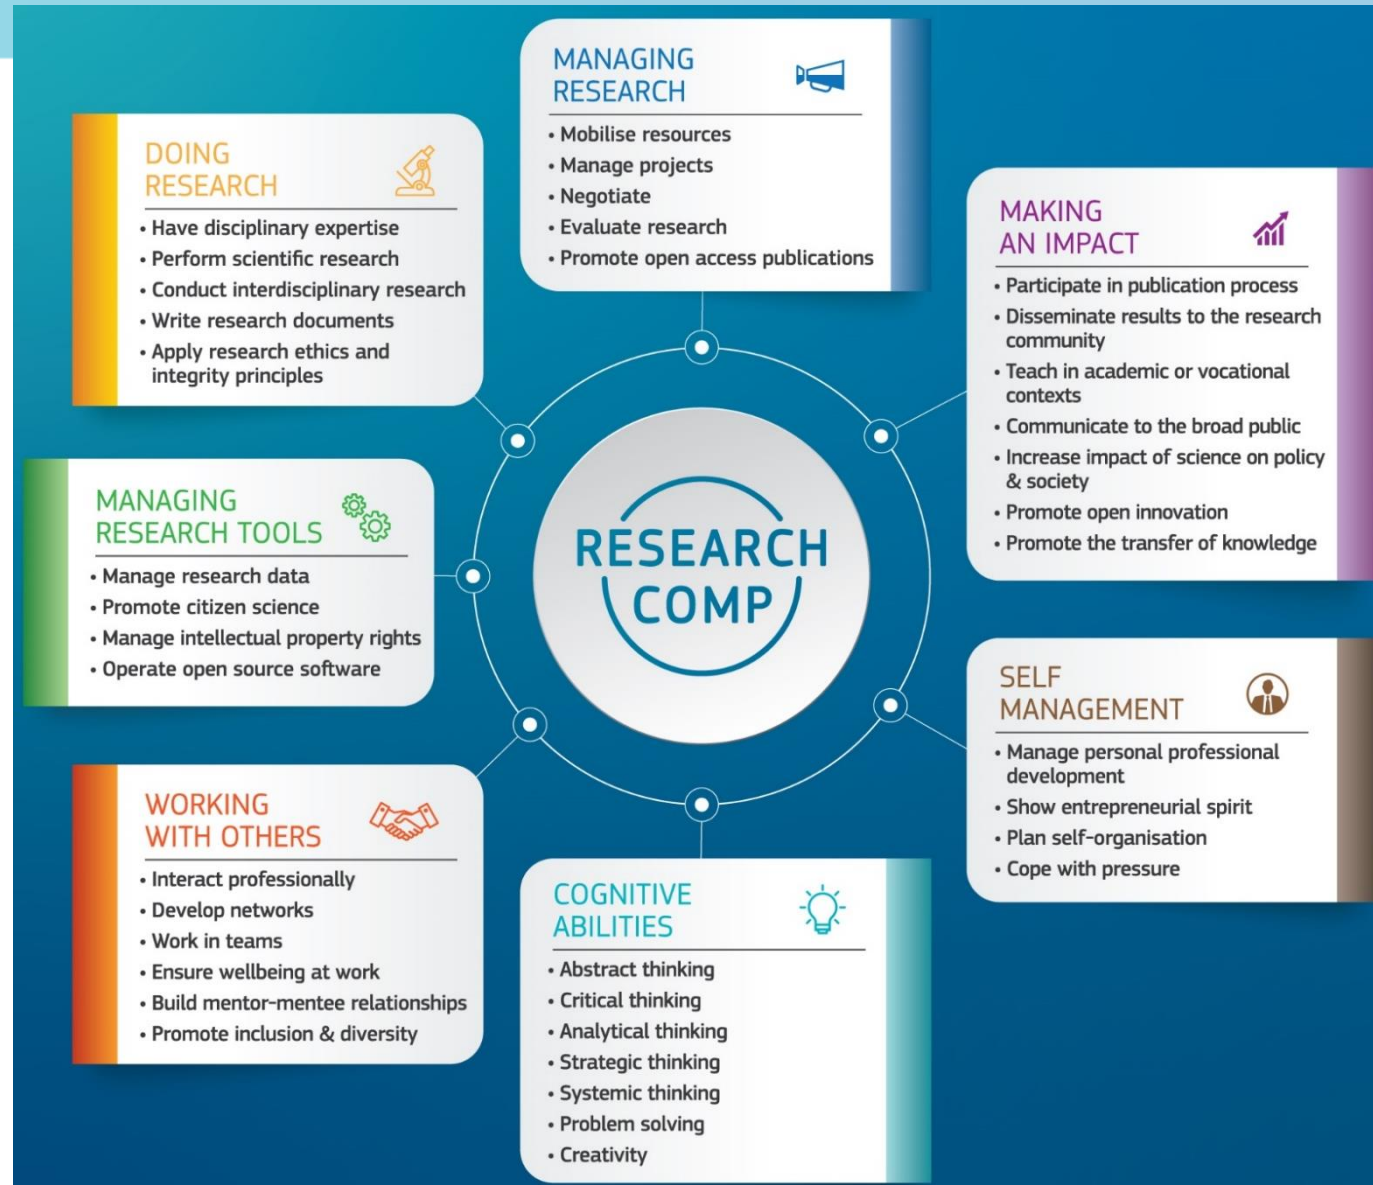 MANAGING
RESEARCH
• Mobilise resources
• Manage projects
• Negotiate
• Evaluate research
• Promote open access publications
DOING
RESEARCH
• Have disciplinary expertise
• Perform scientific research
• Conduct interdisciplinary research
• Write research documents
• Apply research ethics and
integrity principles
MAKING
AN IMPACT
• Participate in publication process
• Disseminate results to the research
community
• Teach in academic or vocational
contexts
• Communicate to the broad public
• Increase impact of science on policy
& society
• Promote open innovation
• Promote the transfer of knowledge
MANAGING
RESEARCH TOOLS
• Manage research data
• Promote citizen science
• Manage intellectual property rights
• Operate open source software
RESEARCH
COMP
SELF
MANAGEMENT
• Manage personal professional
development
• Show entrepreneurial spirit
• Plan self-organisation
• Cope with pressure
WORKING
WITH OTHERS
• Interact professionally
• Develop networks
• Work in teams
• Ensure wellbeing at work
• Build mentor-mentee relationships
• Promote inclusion & diversity
COGNITIVE
ABILITIES
• Abstract thinking
• Critical thinking
• Analytical thinking
• Strategic thinking
• Systemic thinking
• Problem solving
• Creativity